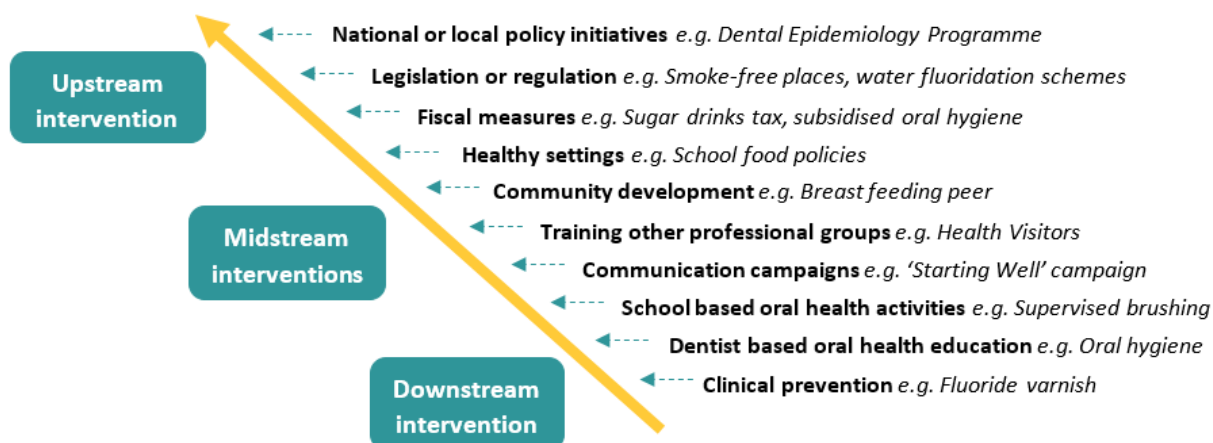 National or local policy initiatives e.g. Dental Epidemiology Programme
Upstream
intervention
Legislation or regulation e.g. Smoke-free places, water fluoridation schemes
Fiscal measures e.g. Sugar drinks tax, subsidised oral hygiene
Healthy settings e.g. School food policies
Community development e.g. Breast feeding peer
Midstream
interventions
Training other professional groups e.g. Health Visitors
Communication campaigns e.g. ‘Starting Well’ campaign
School based oral health activities e.g. Supervised brushing
Dentist based oral health education e.g. Oral hygiene
Downstream
intervention
Clinical prevention e.g. Fluoride varnish